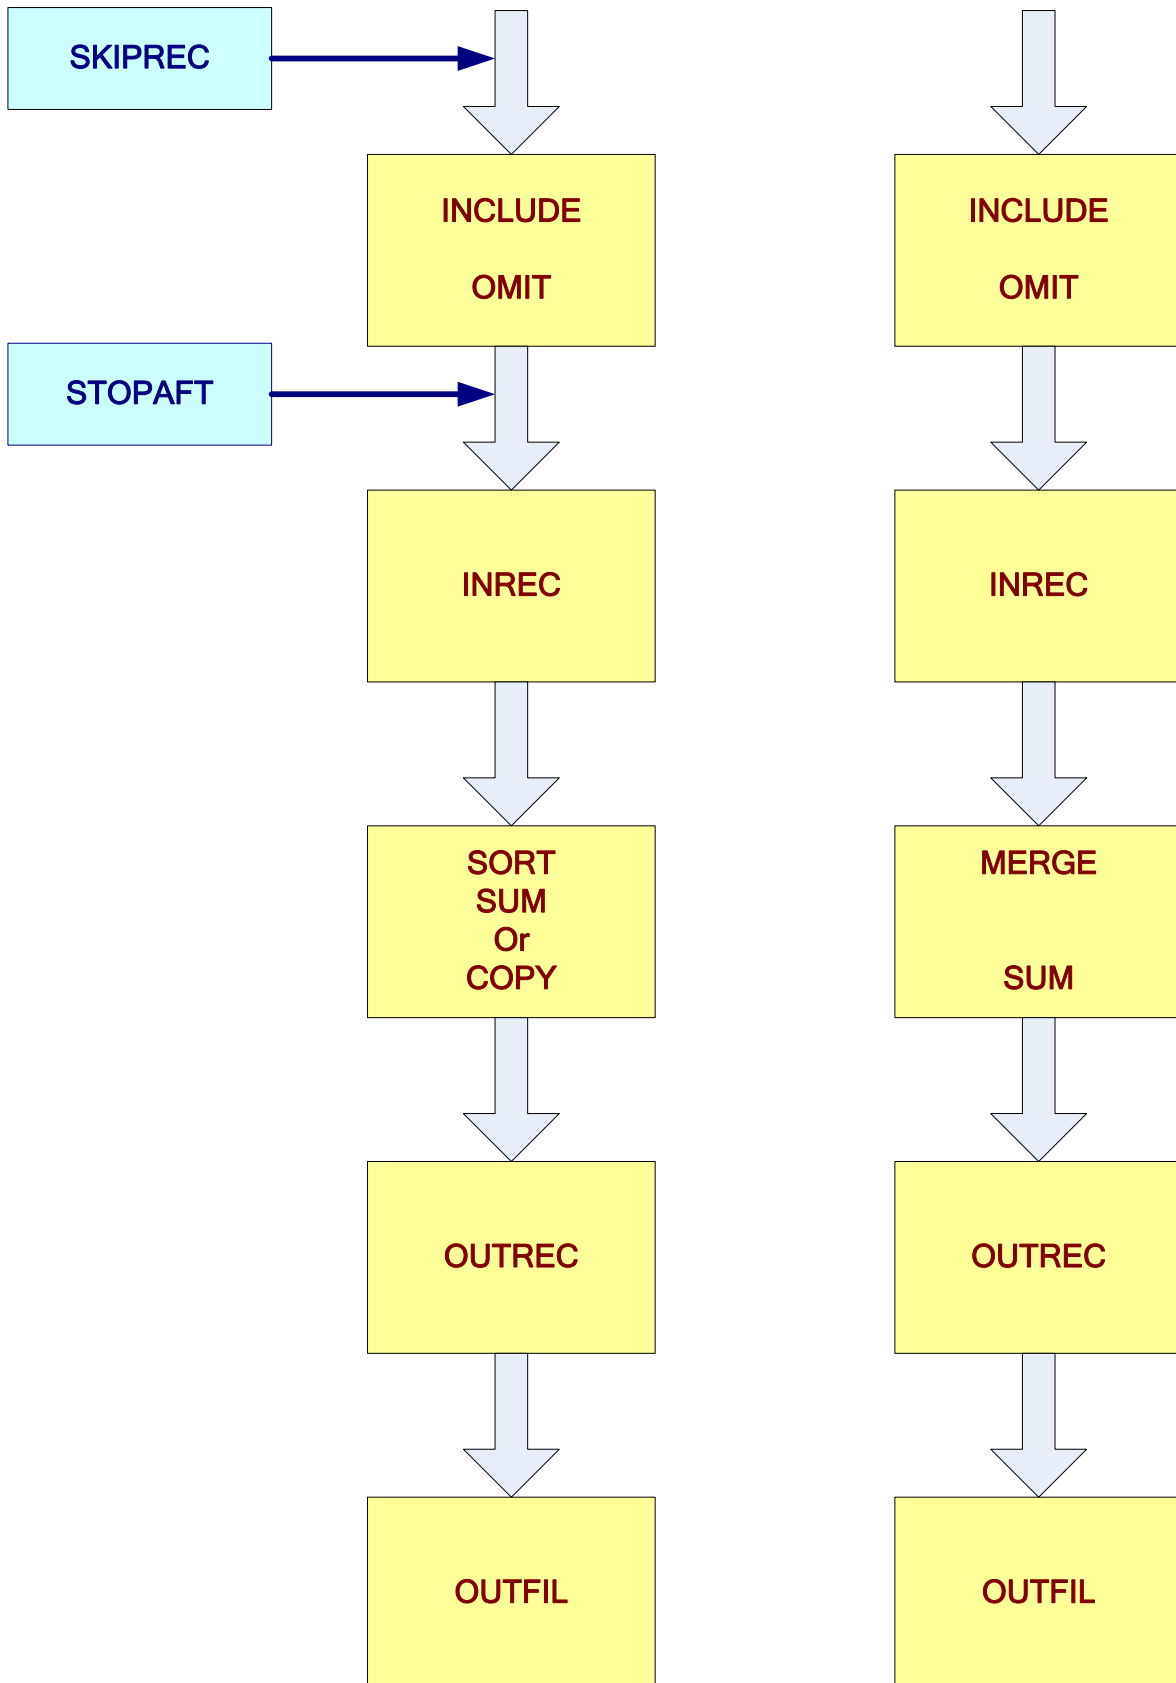 SKIPREC
INCLUDE
OMIT
STOPAFT
INREC
SORT
SUM
Or
COPY
OUTREC
OUTFIL
INCLUDE
OMIT
INREC
MERGE
SUM
OUTREC
OUTFIL